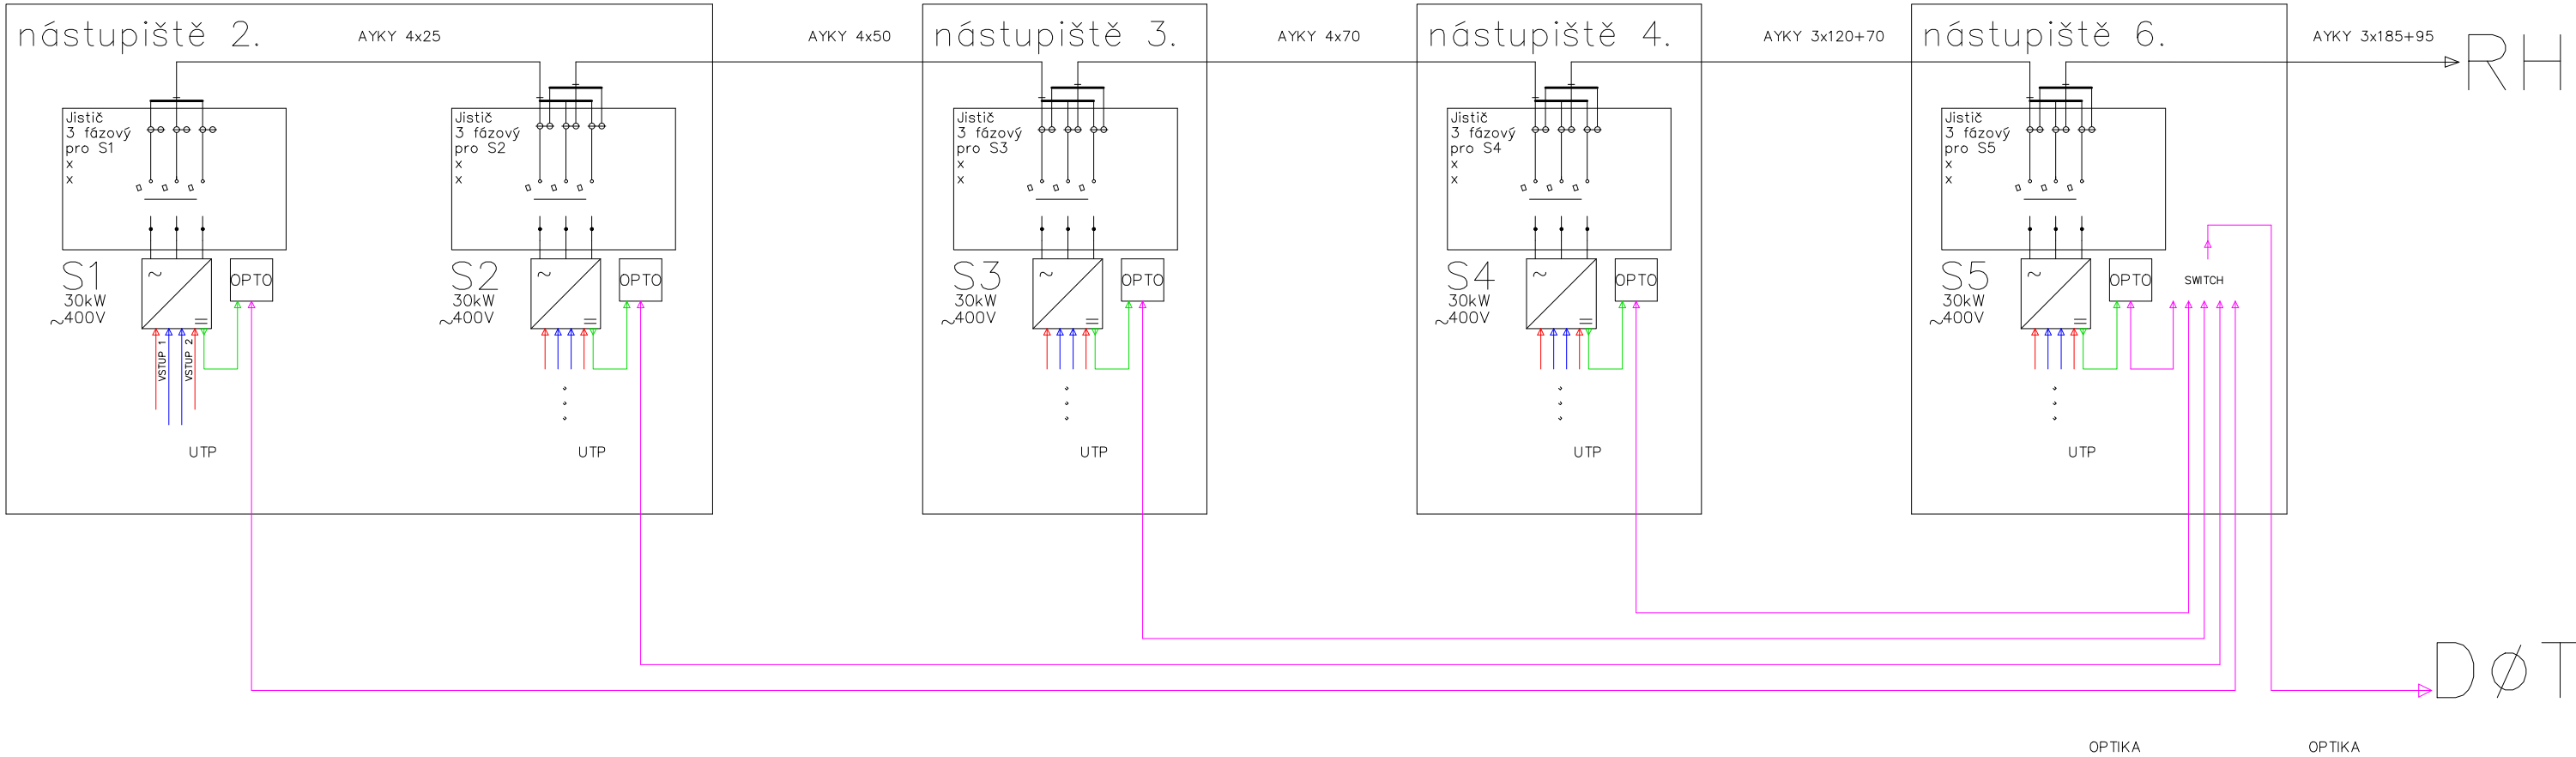 nástupiště 2.
AYKY 4x25
AYKY 4x50
nástupiště 3.
AYKY 4x70
nástupiště 4.
AYKY 3x120+70
nástupiště 6.
AYKY 3x185+95
RH
Jistič
3 fázový
pro S1
x
x
Jistič
3 fázový
pro S2
x
x
Jistič
3 fázový
pro S3
x
x
Jistič
3 fázový
pro S4
x
x
Jistič
3 fázový
pro S5
x
x
S1
30kW
~400V
~
=
OPTO
S2
30kW
~400V
~
=
OPTO
S3
30kW
~400V
~
=
OPTO
S4
30kW
~400V
~
=
OPTO
S5
30kW
~400V
~
=
OPTO
SWITCH
VSTUP 1
VSTUP 2
UTP
UTP
UTP
UTP
UTP
DØT
OPTIKA
OPTIKA